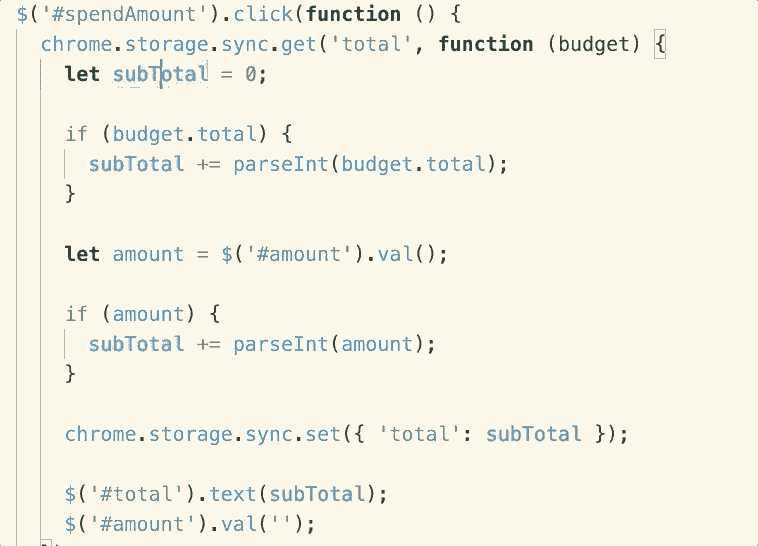 $('#spendAmount').click(function () {
chrome.storage.sync.get('total', function (budget) {
let subTotal = 0;
if (budget.total) {
subTotal += parseInt(budget.total);
}
let amount = $('#amount').val();
if (amount) {
subTotal += parseInt(amount);
}
chrome.storage.sync.set({ 'total': subTotal });
$('#total').text(subTotal);
$('#amount').val('');